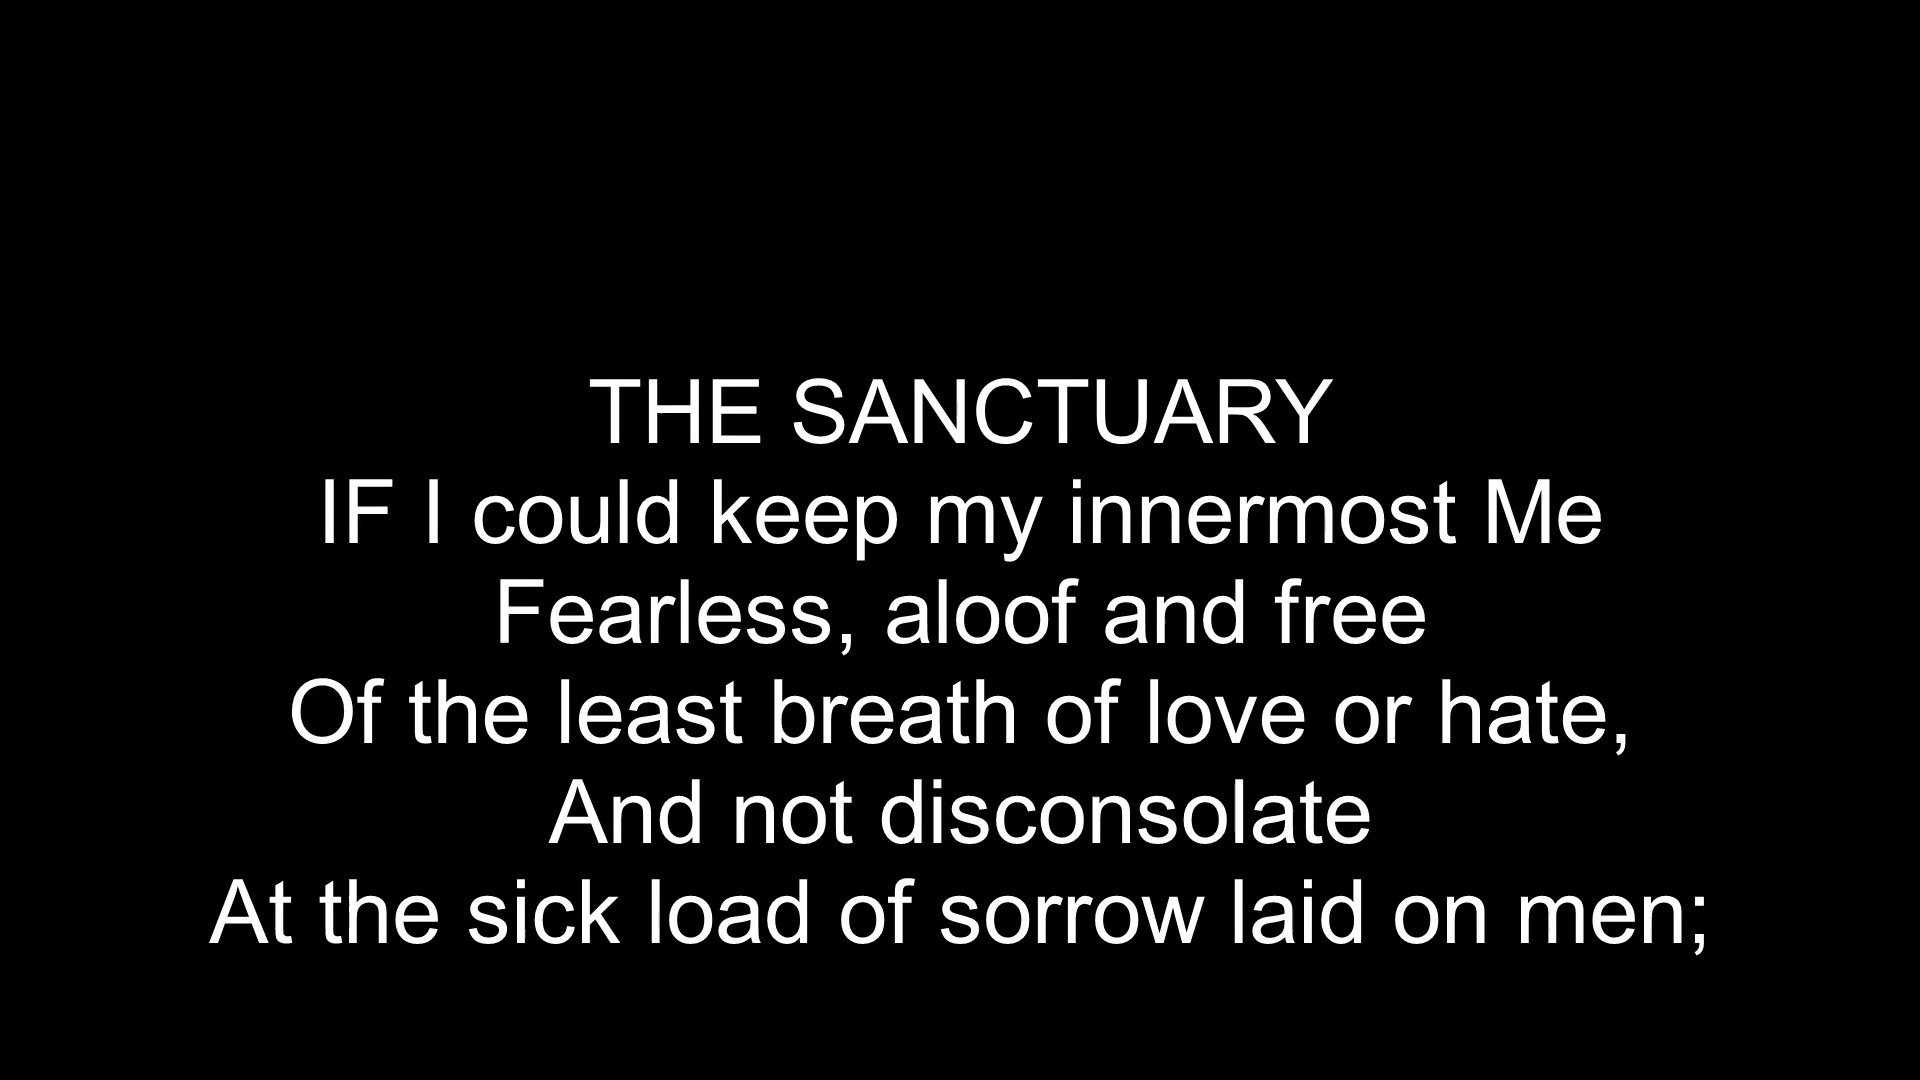 THE SANCTUARY
IF I could keep my innermost Me
Fearless, aloof and free
Of the least breath of love or hate,
And not disconsolate
At the sick load of sorrow laid on men;